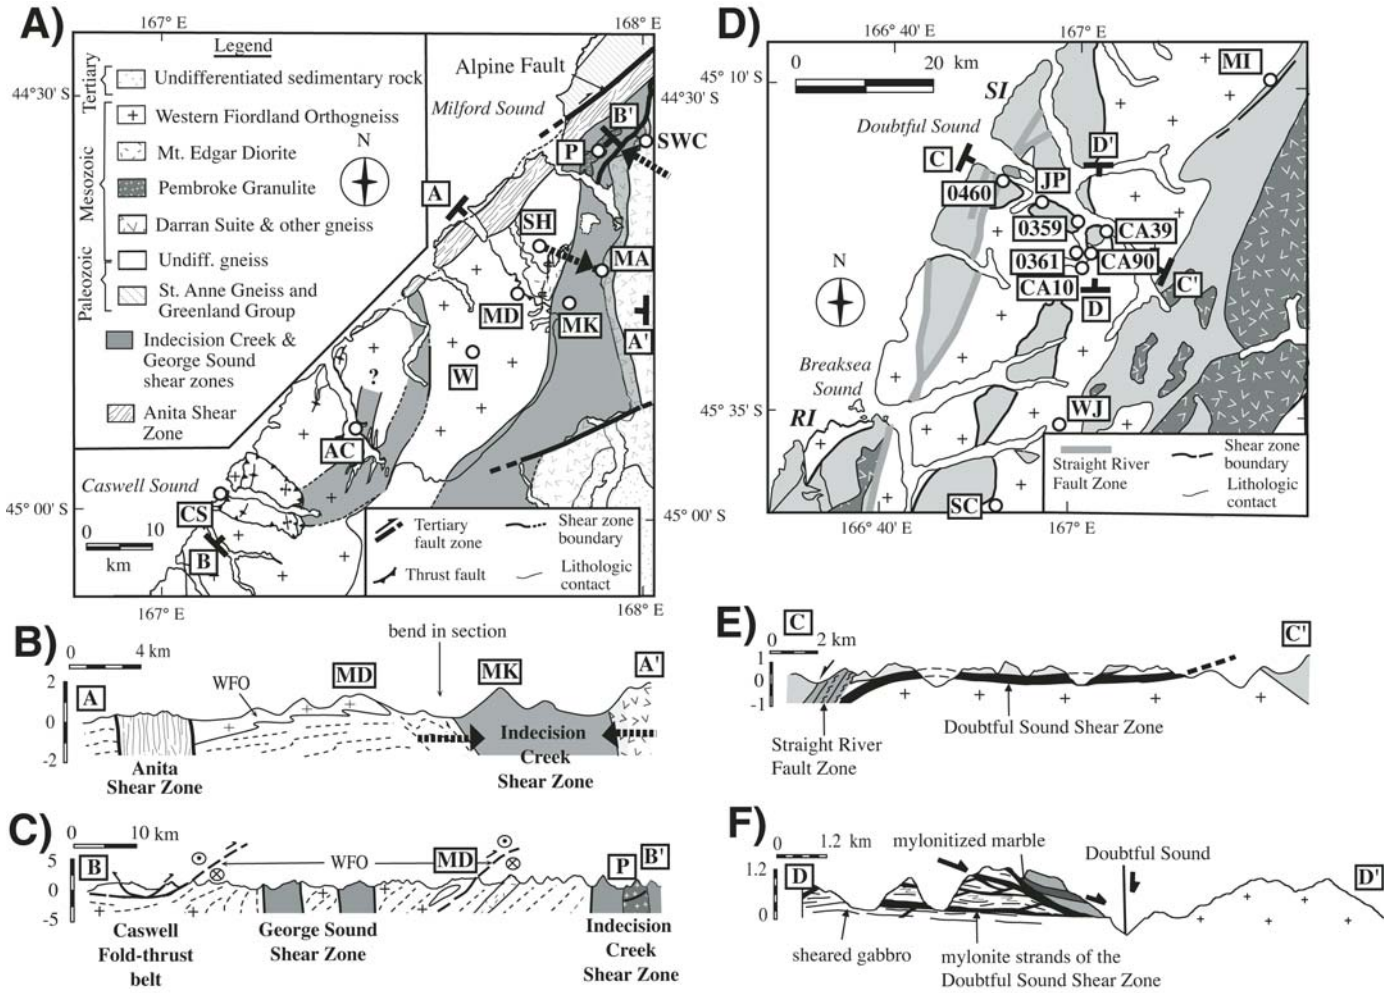 A)
167° E
168° E
Legend
Tertiary
Undifferentiated sedimentary rock
44°30' S
Mesozoic
Western Fiordland Orthogneiss
Mt. Edgar Diorite
Pembroke Granulite
Darran Suite & other gneiss
Paleozoic
Undiff. gneiss
St. Anne Gneiss and
Greenland Group
Indecision Creek &
George Sound
shear zones
Anita Shear
Zone
N
Alpine Fault
Milford Sound
44°30' S
B'
P
SWC
A
SH
MA
MD
MK
A'
W
?
AC
Caswell Sound
CS
45° 00' S
45° 00' S
0 10
km
B
Tertiary
fault zone
Shear zone
boundary
Thrust fault
Lithologic
contact
167° E
168° E
D)
166° 40' E
167° E
0 20 km
MI
45° 10' S
SI
Doubtful Sound
C
D'
0460
JP
0359
CA39
0361
CA90
CA10
C'
D
N
Breaksea
Sound
45° 35' S
RI
WJ
SC
Straight River
Fault Zone
Shear zone
boundary
Lithologic
contact
166° 40' E
167° E
B)
0 4 km
bend in section
2
0
-2
A
WFO
MD
MK
A'
Anita
Shear Zone
Indecision
Creek
Shear Zone
C)
0 10 km
5
0
-5
B
WFO
MD
P
B'
Caswell
Fold-thrust
belt
George Sound
Shear Zone
Indecision
Creek
Shear Zone
E)
C
0 2 km
C'
1
0
-1
Straight River
Fault Zone
Doubtful Sound Shear Zone
F)
0 1.2 km
mylonitized marble
Doubtful Sound
1.2
0
D
D'
sheared gabbro
mylonite strands of the
Doubtful Sound Shear Zone